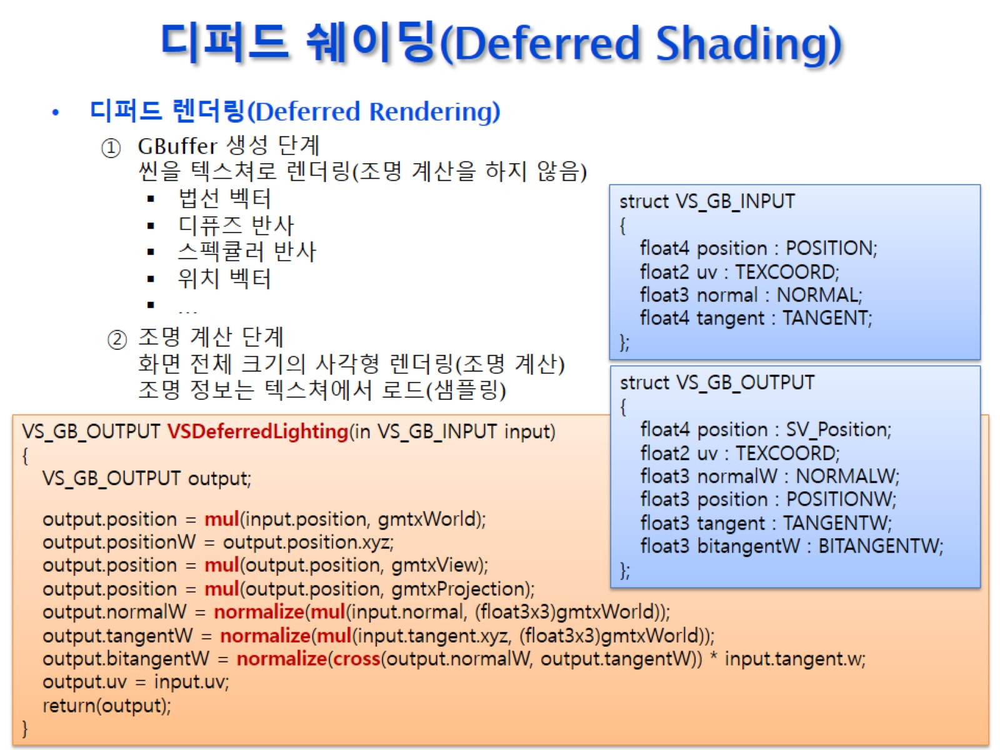 디퍼드 쉐이딩(Deferred Shading)
• 디퍼드 렌더링(Deferred Rendering)
① GBuffer 생성 단계
씬을 텍스쳐로 렌더링(조명 계산을 하지 않음)
▪ 법선 벡터
▪ 디퓨즈 반사
▪ 스펙큘러 반사
▪ 위치 벡터
▪ ...
② 조명 계산 단계
화면 전체 크기의 사각형 렌더링(조명 계산)
조명 정보는 텍스쳐에서 로드(샘플링)
struct VS_GB_INPUT
{
float4 position : POSITION;
float2 uv : TEXCOORD;
float3 normal : NORMAL;
float4 tangent : TANGENT;
};
struct VS_GB_OUTPUT
{
float4 position : SV_Position;
float2 uv : TEXCOORD;
float3 normalW : NORMALW;
float3 position : POSITIONW;
float3 tangent : TANGENTW;
float3 bitangentW : BITANGENTW;
};
VS_GB_OUTPUT VSDeferredLighting(in VS_GB_INPUT input)
{
VS_GB_OUTPUT output;
output.position = mul(input.position, gmtxWorld);
output.positionW = output.position.xyz;
output.position = mul(output.position, gmtxView);
output.position = mul(output.position, gmtxProjection);
output.normalW = normalize(mul(input.normal, (float3x3)gmtxWorld));
output.tangentW = normalize(mul(input.tangent.xyz, (float3x3)gmtxWorld));
output.bitangentW = normalize(cross(output.normalW, output.tangentW)) * input.tangent.w;
output.uv = input.uv;
return(output);
}